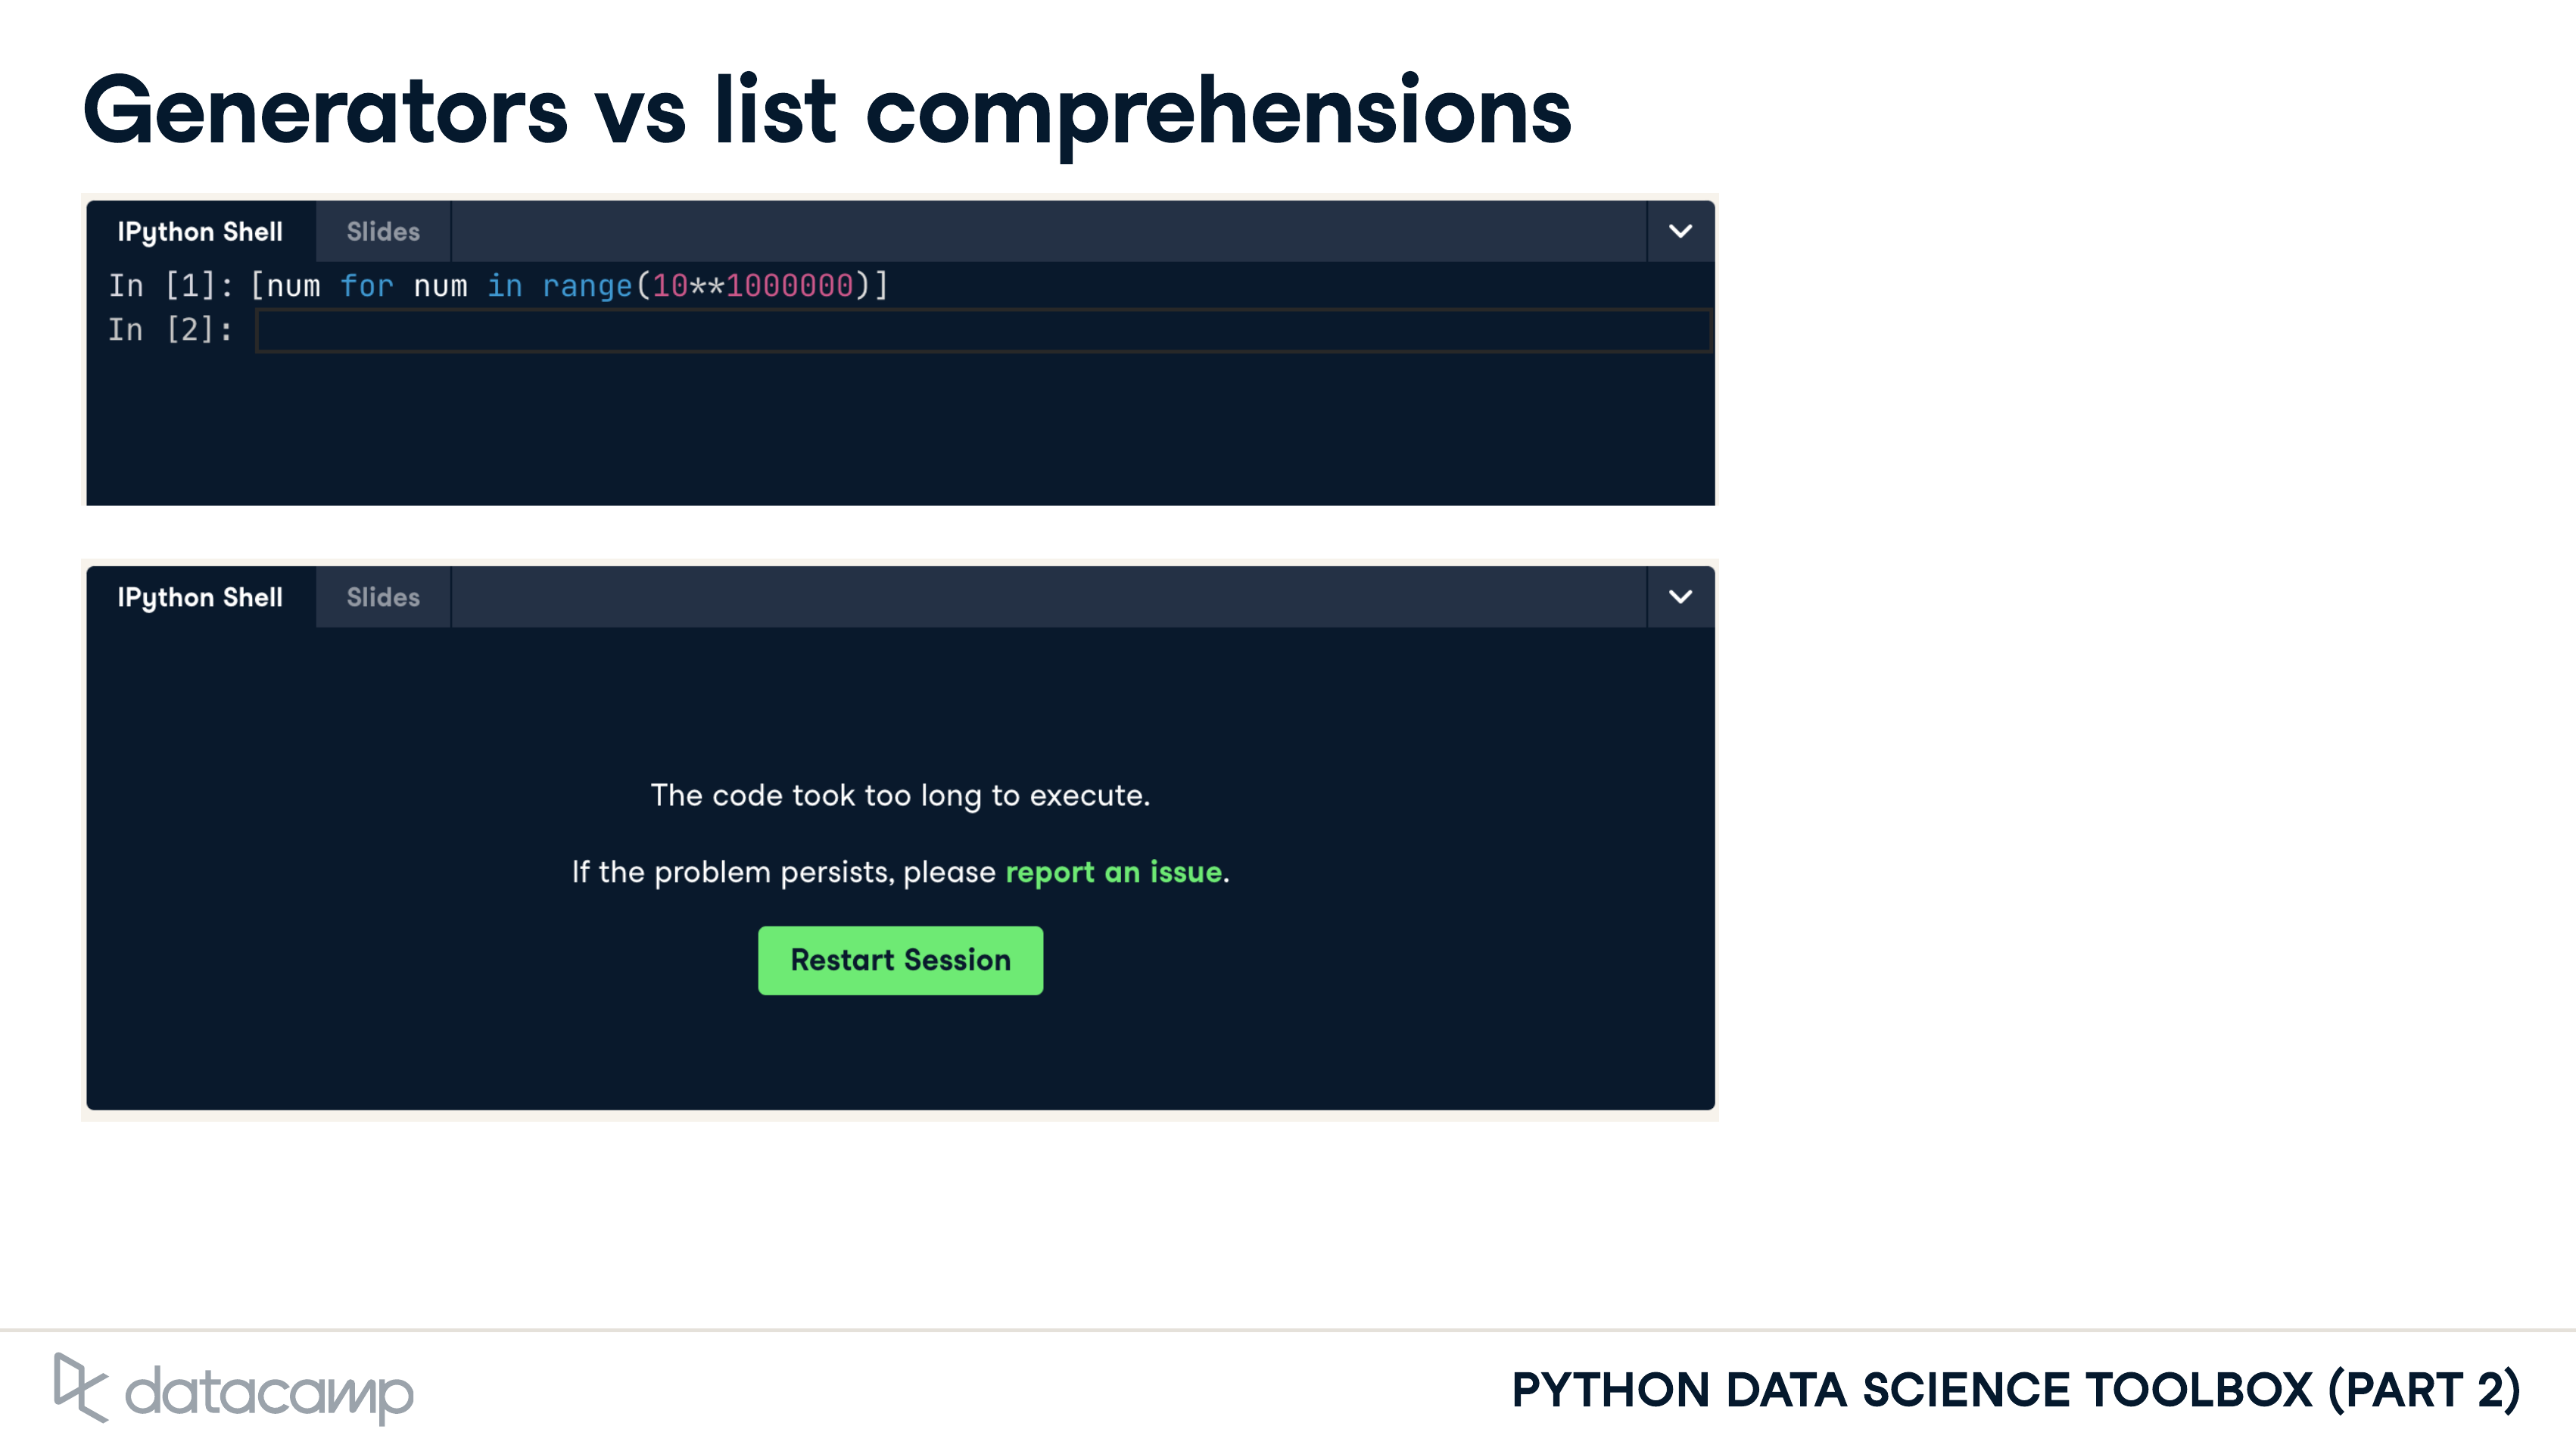 Generators vs list comprehensions
IPython Shell Slides
In [1]: [num for num in range(10**1000000)]
In [2]:
IPython Shell Slides
The code took too long to execute.
If the problem persists, please report an issue.
Restart Session
datacamp
PYTHON DATA SCIENCE TOOLBOX (PART 2)